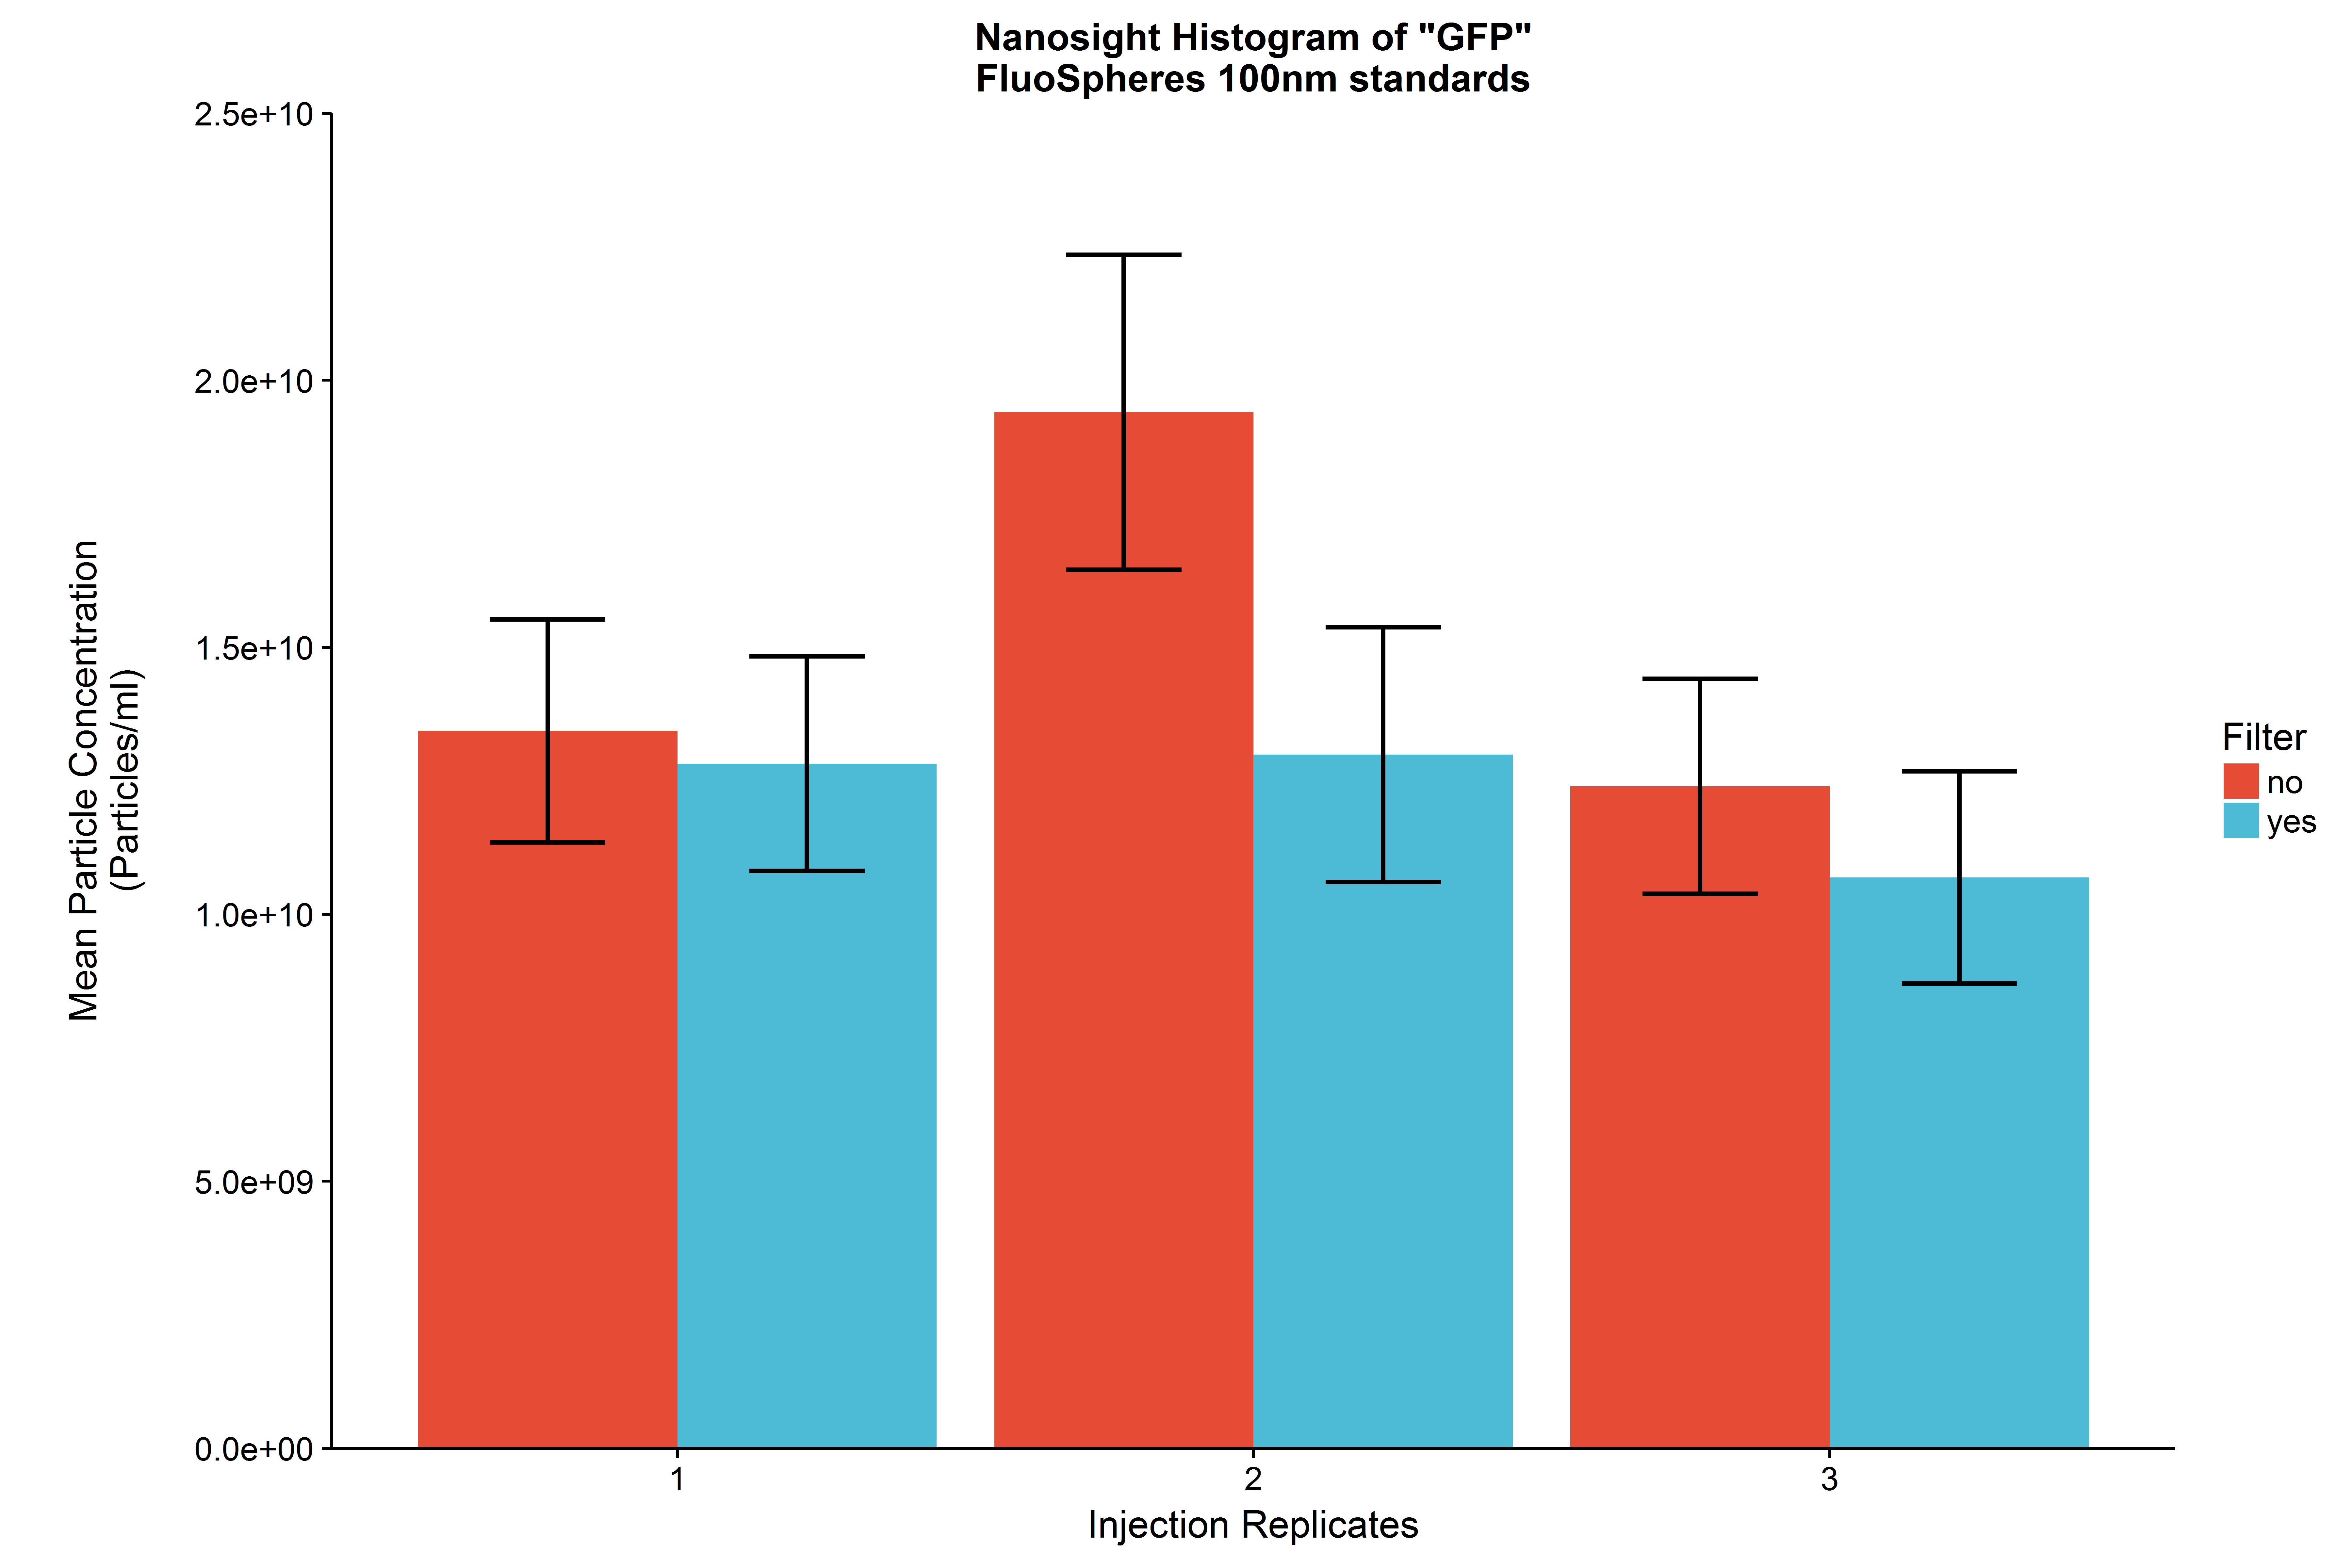 Nanosight Histogram of "GFP"
FluoSpheres 100nm standards
Mean Particle Concentration
(Particles/ml)
2.5e+10
2.0e+10
1.5e+10
1.0e+10
5.0e+09
0.0e+00
1
2
3
Injection Replicates
Filter
no
yes